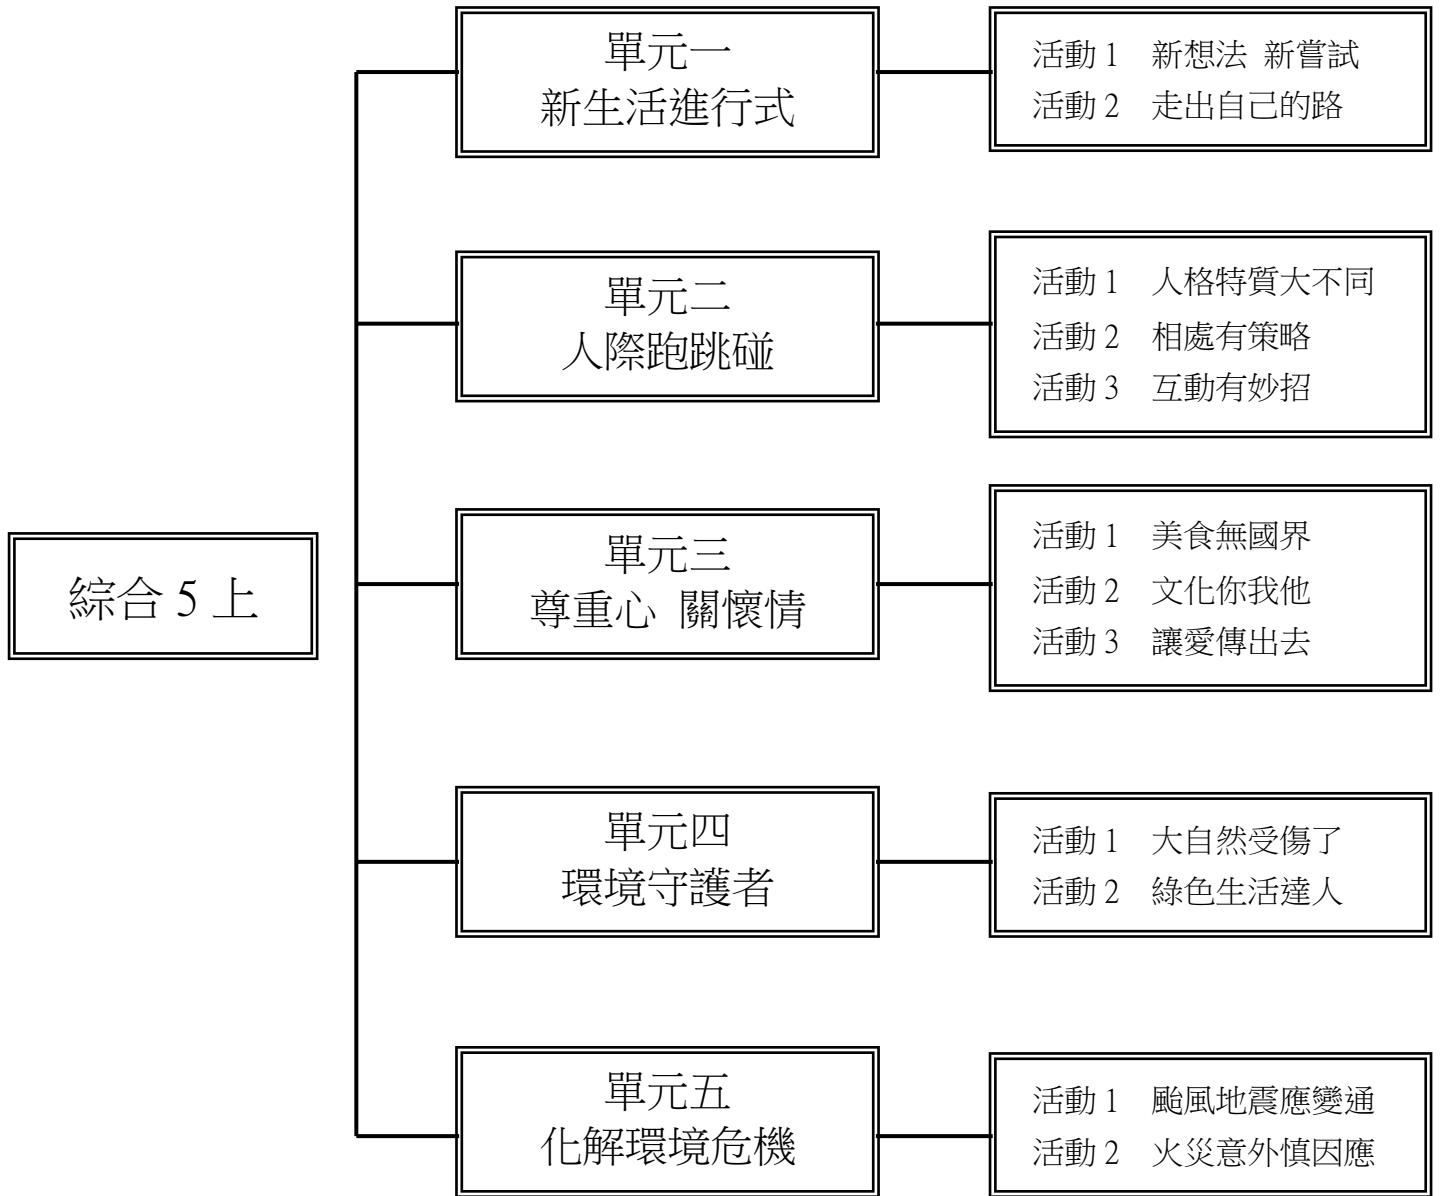 綜合 5 上
單元一
新生活進行式
活動 1 新想法 新嘗試
活動 2 走出自己的路
單元二
人際跑跳碰
活動 1 人格特質大不同
活動 2 相處有策略
活動 3 互動有妙招
單元三
尊重心 關懷情
活動 1 美食無國界
活動 2 文化你我他
活動 3 讓愛傳出去
單元四
環境守護者
活動 1 大自然受傷了
活動 2 綠色生活達人
單元五
化解環境危機
活動 1 颱風地震應變通
活動 2 火災意外慎因應